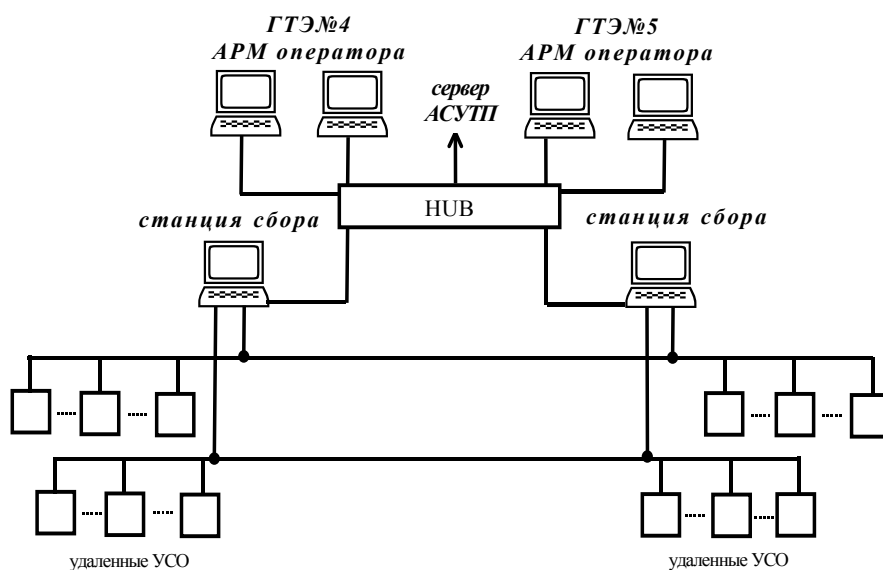 ГТЭ№4
АРМ оператора
ГТЭ№5
АРМ оператора
сервер
АСУТП
HUB
станция сбора
станция сбора
удаленные УСО
удаленные УСО